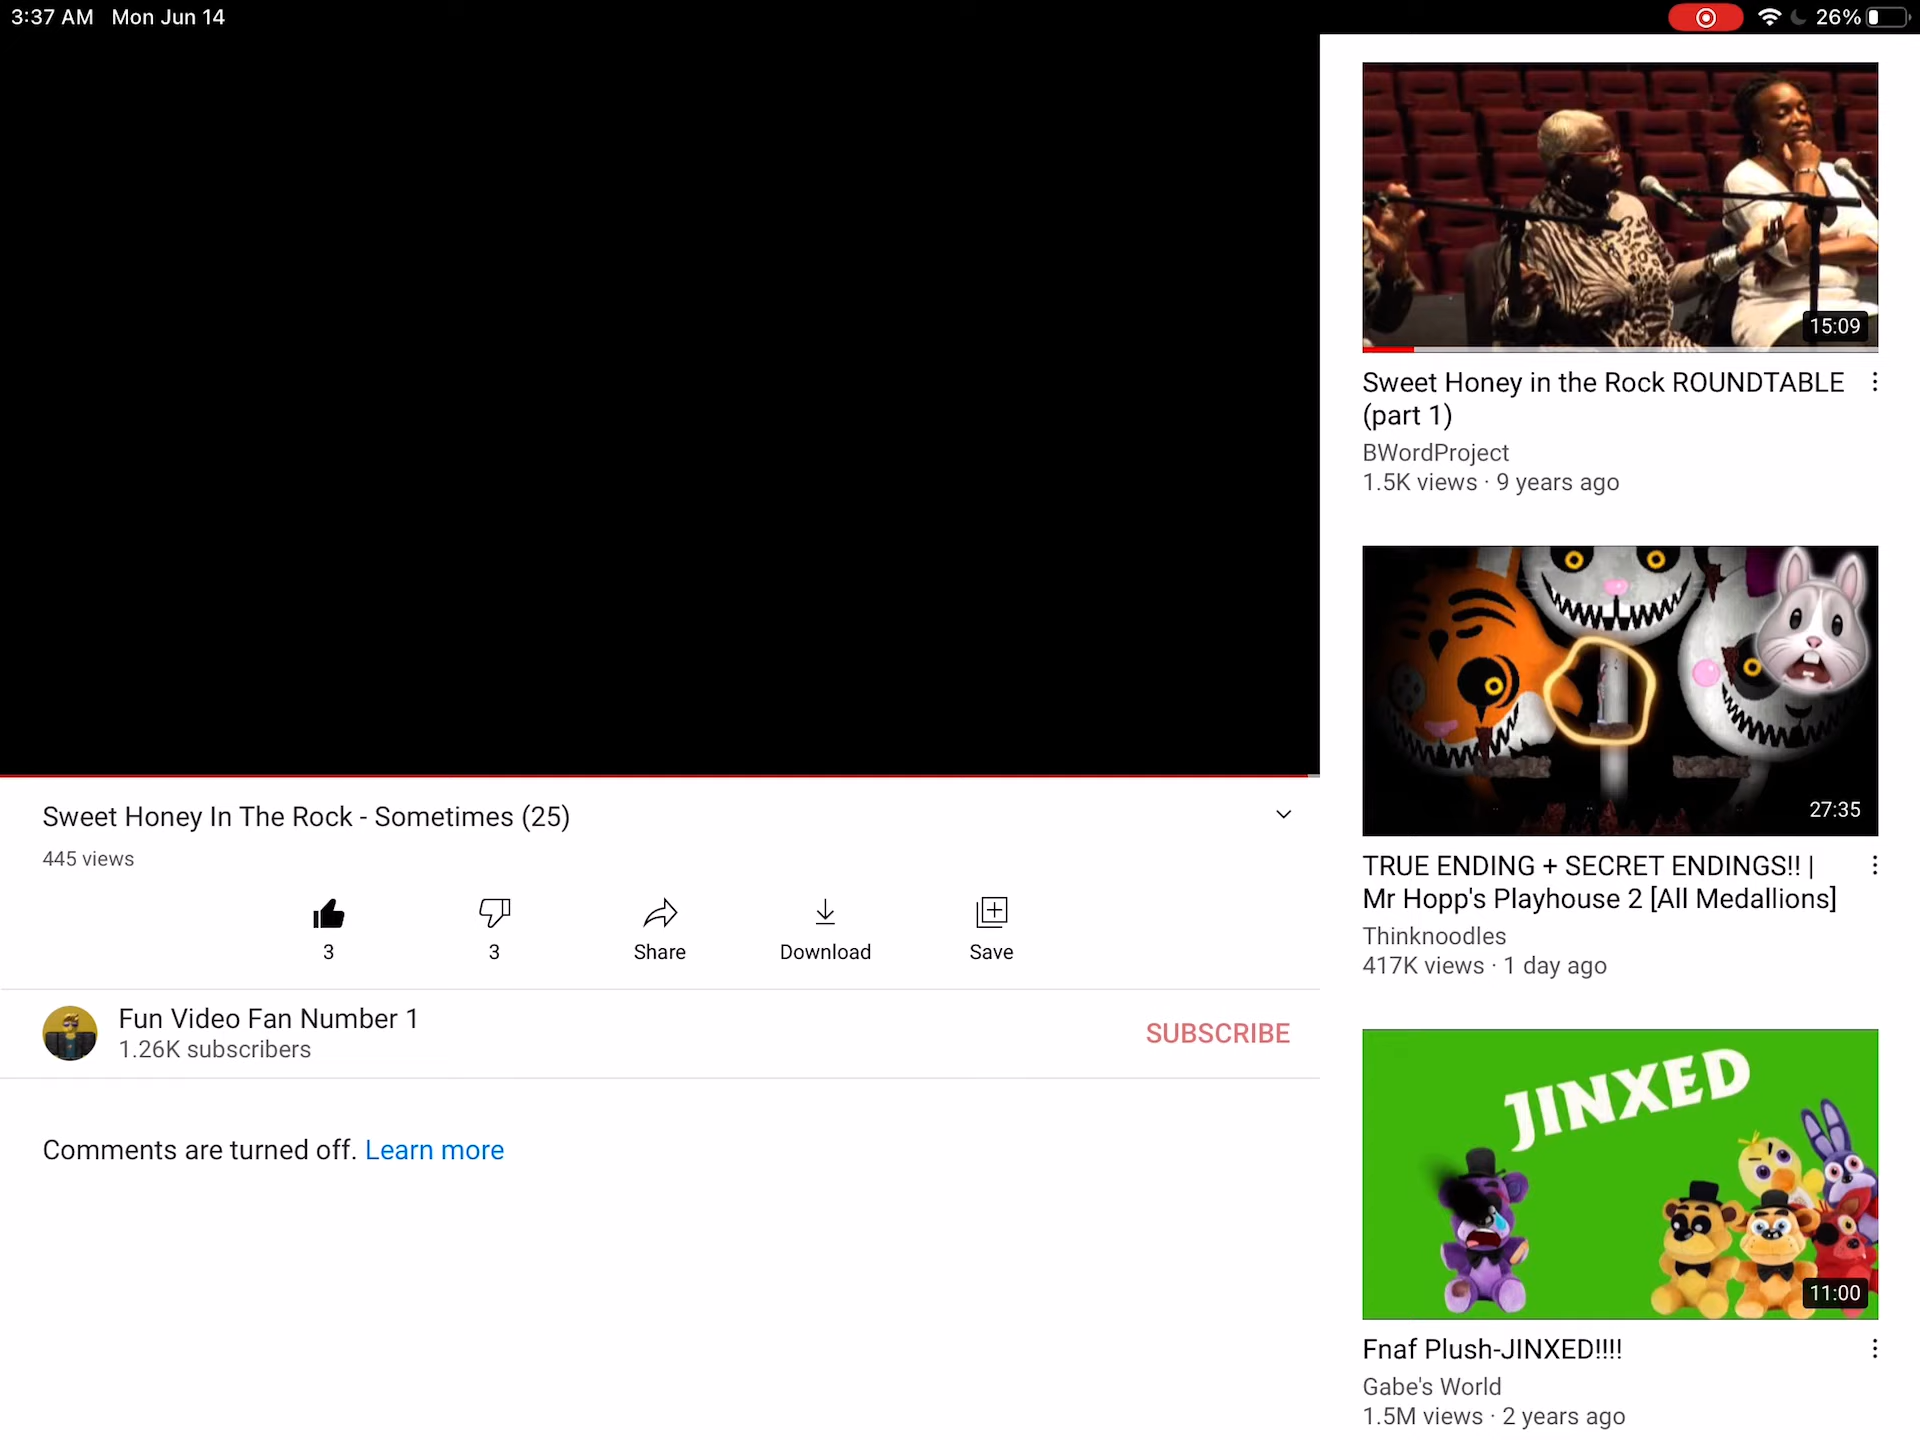 3:37 AM Mon Jun 14
26%
Sweet Honey In The Rock - Sometimes (25)
445 views
3
3
Share
Download
Save
Fun Video Fan Number 1
1.26K subscribers
SUBSCRIBE
Comments are turned off. Learn more
15:09
Sweet Honey in the Rock ROUNDTABLE
(part 1)
BWordProject
1.5K views · 9 years ago
27:35
TRUE ENDING + SECRET ENDINGS!! |
Mr Hopp's Playhouse 2 [All Medallions]
Thinknoodles
417K views · 1 day ago
JINXED
11:00
Fnaf Plush-JINXED!!!!
Gabe's World
1.5M views · 2 years ago